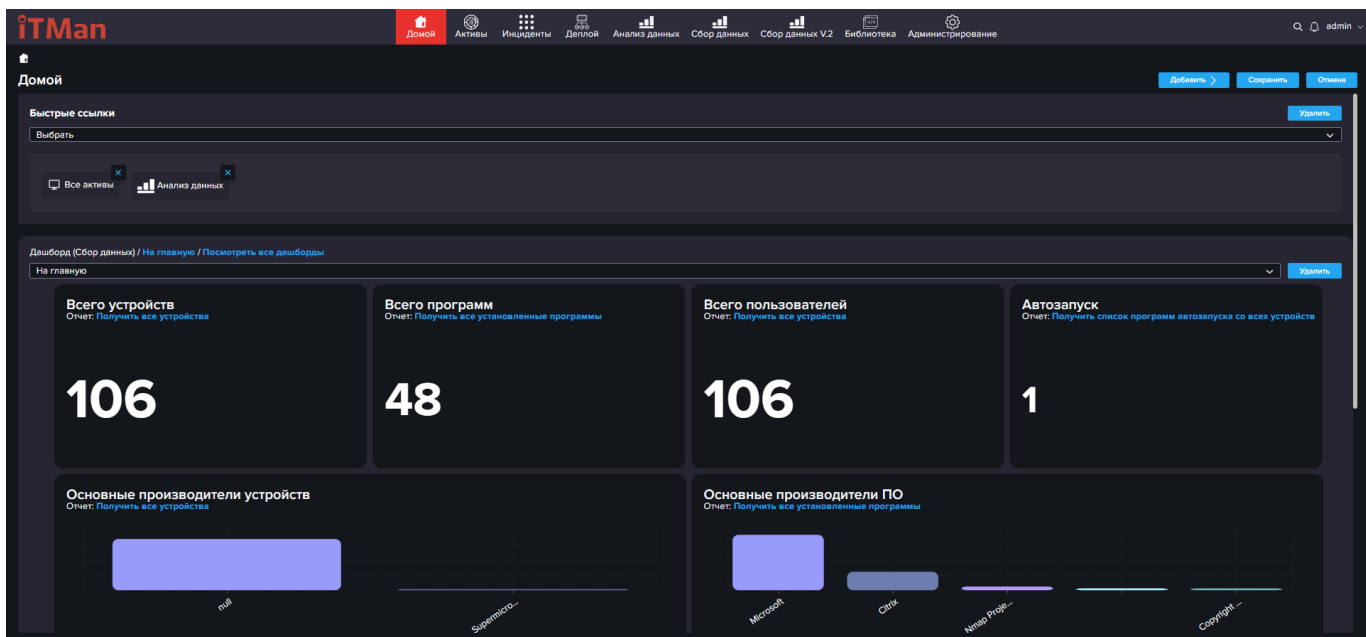 iTMan
Домой Активы Инциденты Деплой Анализ данных Сбор данных Сбор данных V.2 Библиотека Администрирование admin
Домой Добавить Сохранить Отмена
Быстрые ссылки Удалить
Выбрать
Все активы Анализ данных
Дашборд (Сбор данных) / На главную / Посмотреть все дашборды
На главную Удалить
Всего устройств Всего программ Всего пользователей Автозапуск
Отчет: Получить все устройства Отчет: Получить все установленные программы Отчет: Получить все устройства Отчет: Получить список программ автозапуска со всех устройств
106 48 106 1
Основные производители устройств Основные производители ПО
Отчет: Получить все устройства Отчет: Получить все установленные программы
null Supermicro... Microsoft Citrix Nmap Proje... Copyright ...